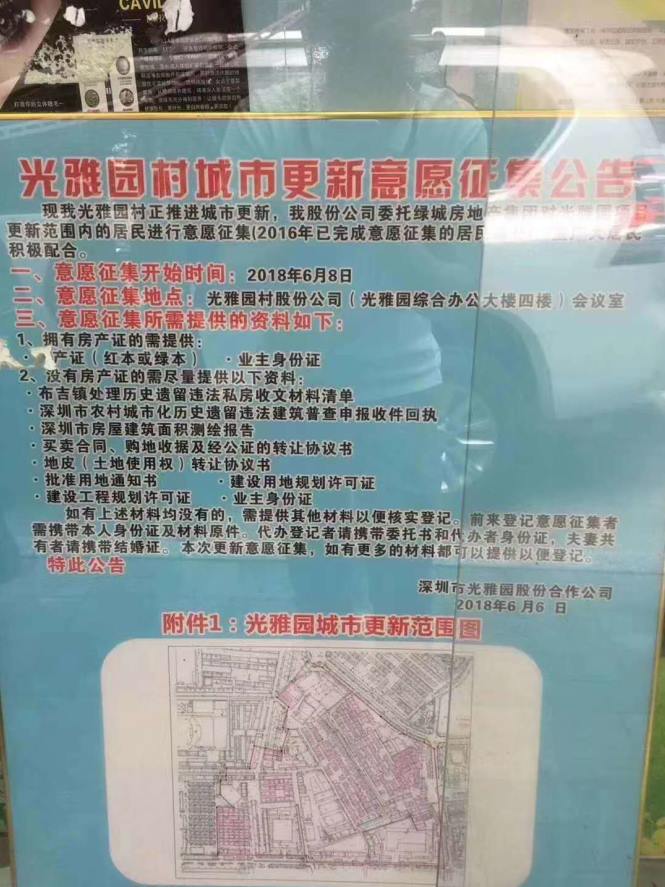 CAVIL
光雅园村城市更新意愿征集公告
现我光雅园村正推进城市更新，我股份公司委托绿城房地产集团对光雅园项目
更新范围内的居民进行意愿征集(2016年已完成意愿征集的居民
积极配合。
一、意愿征集开始时间：2018年6月8日
二、意愿征集地点：光雅园村股份公司（光雅园综合办公大楼四楼）会议室
三、意愿征集所需提供的资料如下：
1、拥有房产证的需提供：
产证（红本或绿本） ·业主身份证
2、没有房产证的需尽量提供以下资料：
·布吉镇处理历史遗留违法私房收文材料清单
·深圳市农村城市化历史遗留违法建筑普查申报收件回执
·深圳市房屋建筑面积测绘报告
·买卖合同、购地收据及经公证的转让协议书
·地皮（土地使用权）转让协议书
·批准用地通知书 ·建设用地规划许可证
·建设工程规划许可证 ·业主身份证
如有上述材料均没有的，需提供其他材料以便核实登记。前来登记意愿征集者
需携带本人身份证及材料原件。代办登记者请携带委托书和代办者身份证，夫妻共
有者请携带结婚证。本次更新意愿征集，如有更多的材料都可以提供以便登记。
特此公告
深圳市光雅园股份合作公司
2018年6月6日
附件1：光雅园城市更新范围图